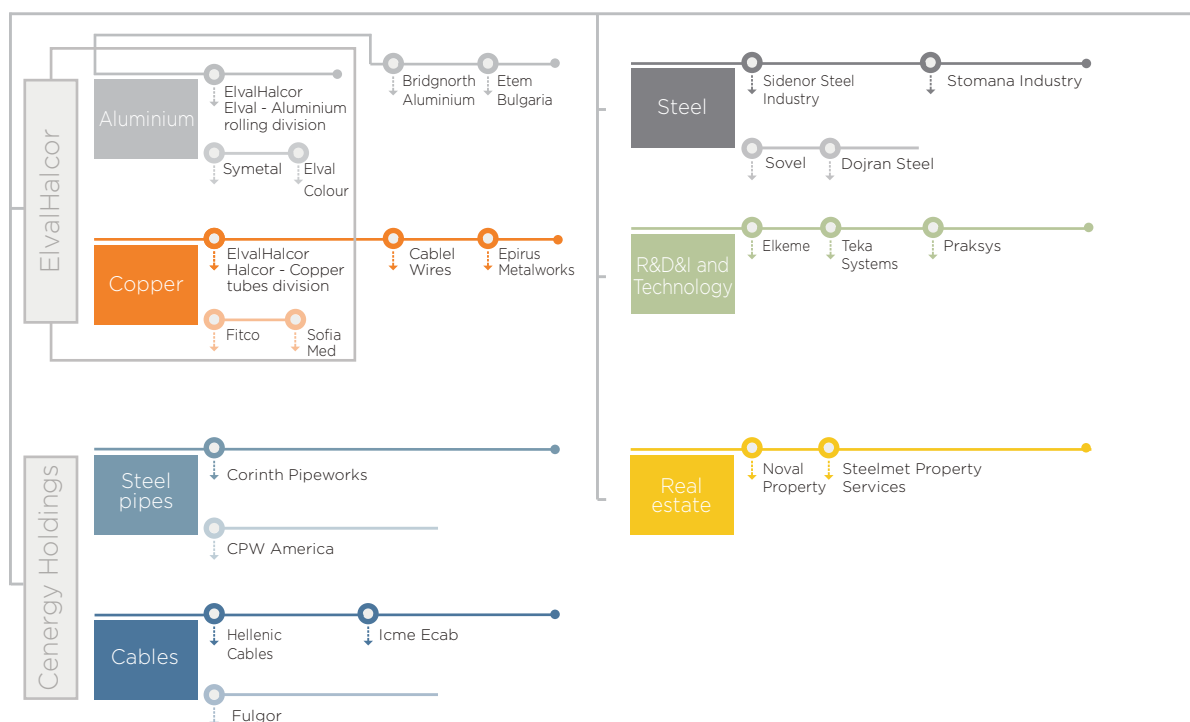 ElvalHalcor
Aluminium
ElvalHalcor
Elval - Aluminium
rolling division
Bridgnorth
Aluminium
Etem
Bulgaria
Symetal
Elval
Colour
Copper
ElvalHalcor
Halcor - Copper
tubes division
Cablel
Wires
Epirus
Metalworks
Fitco
Sofia
Med
Cenergy Holdings
Steel
pipes
Corinth Pipeworks
CPW America
Cables
Hellenic
Cables
Icme Ecab
Fulgor
Steel
Sidenor Steel
Industry
Stomana Industry
Sovel
Dojran Steel
R&D&I and
Technology
Elkeme
Teka
Systems
Praksys
Real
estate
Noval
Property
Steelmet Property
Services